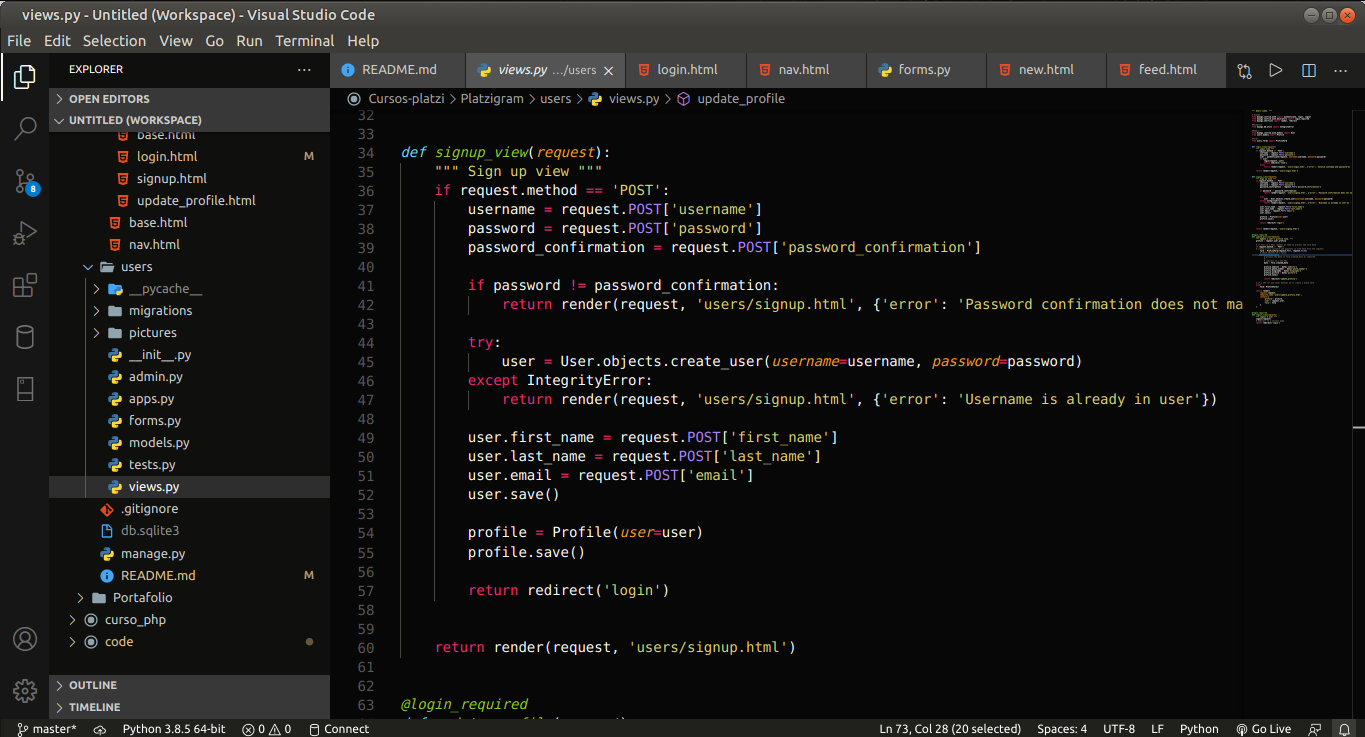 views.py - Untitled (Workspace) - Visual Studio Code
File Edit Selection View Go Run Terminal Help
EXPLORER
README.md views.py .../users login.html nav.html forms.py new.html feed.html
OPEN EDITORS
UNTITLED (WORKSPACE)
base.html
login.html M
signup.html
update_profile.html
base.html
nav.html
users
__pycache__
migrations
pictures
__init__.py
admin.py
apps.py
forms.py
models.py
tests.py
views.py
.gitignore
db.sqlite3
manage.py
README.md M
Portafolio
curso_php
code
OUTLINE
TIMELINE
8
Cursos-platzi > Platzigram > users > views.py > update_profile
32
33
34 def signup_view(request):
35 """ Sign up view """
36 if request.method == 'POST':
37 username = request.POST['username']
38 password = request.POST['password']
39 password_confirmation = request.POST['password_confirmation']
40
41 if password != password_confirmation:
42 return render(request, 'users/signup.html', {'error': 'Password confirmation does not ma
43
44 try:
45 user = User.objects.create_user(username=username, password=password)
46 except IntegrityError:
47 return render(request, 'users/signup.html', {'error': 'Username is already in user'})
48
49 user.first_name = request.POST['first_name']
50 user.last_name = request.POST['last_name']
51 user.email = request.POST['email']
52 user.save()
53
54 profile = Profile(user=user)
55 profile.save()
56
57 return redirect('login')
58
59
60 return render(request, 'users/signup.html')
61
62
63 @login_required
master* Python 3.8.5 64-bit 0 0 Connect Ln 73, Col 28 (20 selected) Spaces: 4 UTF-8 LF Python Go Live